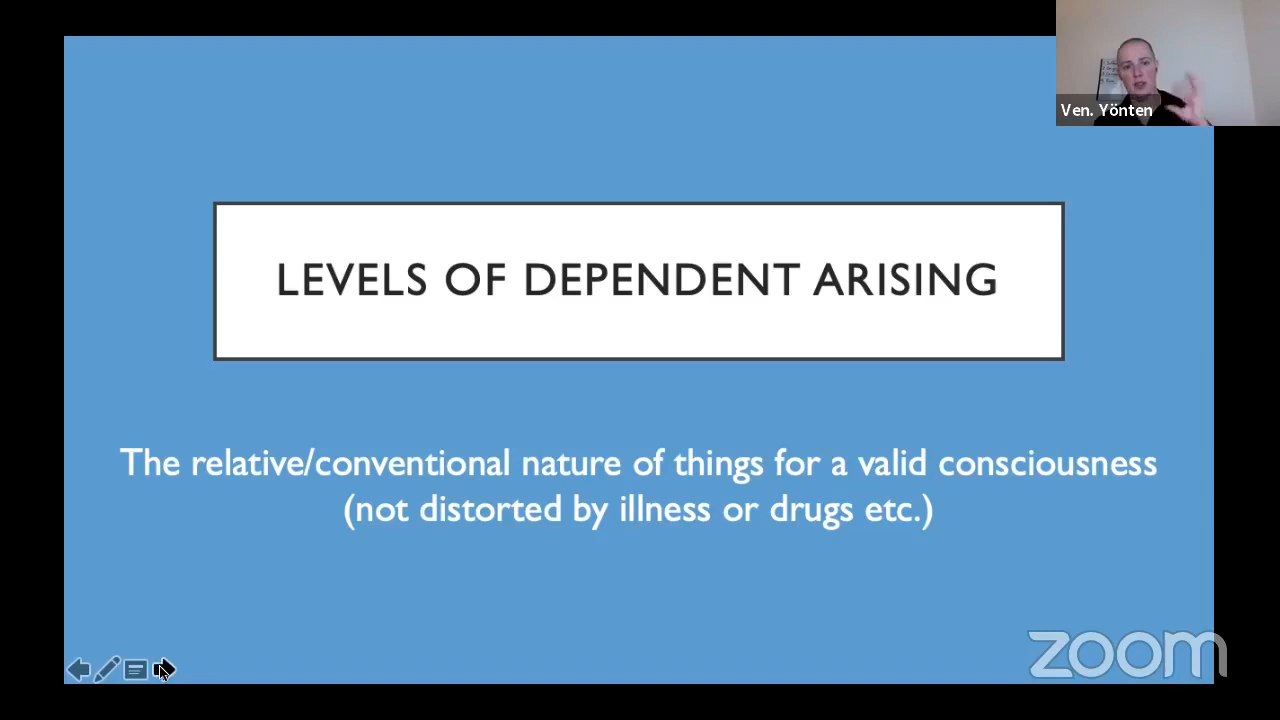 Ven. Yönten
LEVELS OF DEPENDENT ARISING
The relative/conventional nature of things for a valid consciousness
(not distorted by illness or drugs etc.)
zoom